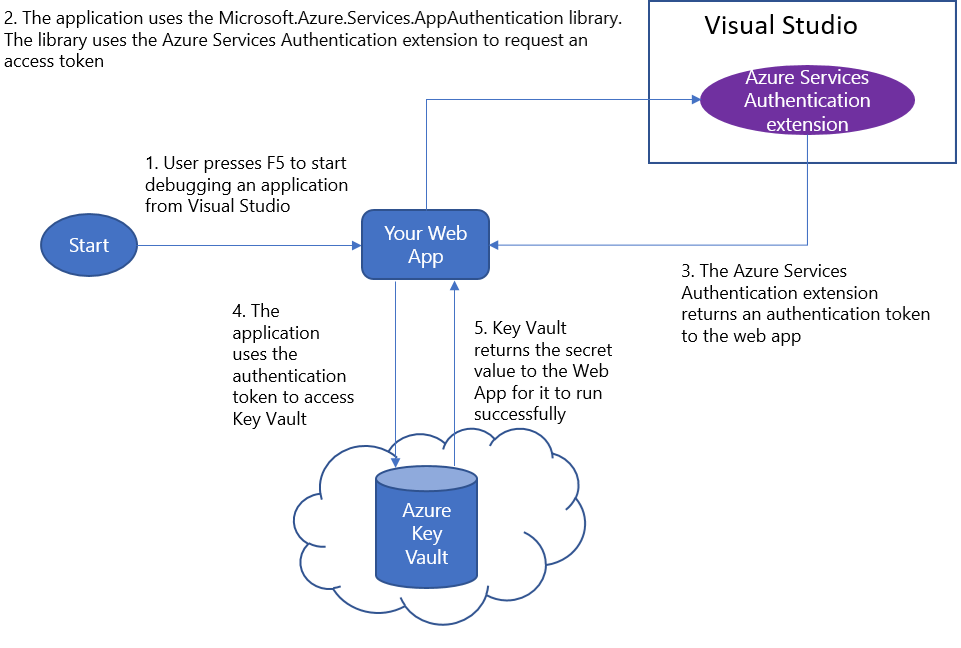 2. The application uses the Microsoft.Azure.Services.AppAuthentication library.
The library uses the Azure Services Authentication extension to request an
access token
Visual Studio
Azure Services
Authentication
extension
1. User presses F5 to start
debugging an application
from Visual Studio
Start
Your Web
App
3. The Azure Services
Authentication extension
returns an authentication token
to the web app
4. The
application
uses the
authentication
token to access
Key Vault
5. Key Vault
returns the secret
value to the Web
App for it to run
successfully
Azure
Key
Vault